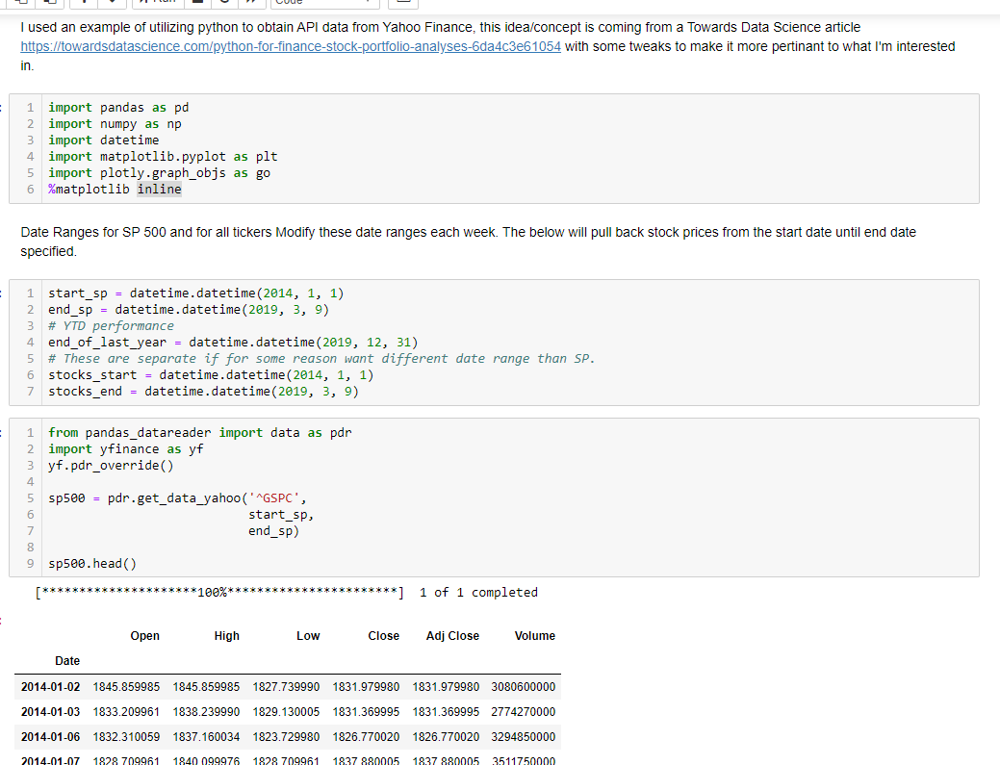 Run
Code
I used an example of utilizing python to obtain API data from Yahoo Finance, this idea/concept is coming from a Towards Data Science article
https://towardsdatascience.com/python-for-finance-stock-portfolio-analyses-6da4c3e61054 with some tweaks to make it more pertinant to what I'm interested
in.
1 import pandas as pd
2 import numpy as np
3 import datetime
4 import matplotlib.pyplot as plt
5 import plotly.graph_objs as go
6 %matplotlib inline
Date Ranges for SP 500 and for all tickers Modify these date ranges each week. The below will pull back stock prices from the start date until end date
specified.
1 start_sp = datetime.datetime(2014, 1, 1)
2 end_sp = datetime.datetime(2019, 3, 9)
3 # YTD performance
4 end_of_last_year = datetime.datetime(2019, 12, 31)
5 # These are separate if for some reason want different date range than SP.
6 stocks_start = datetime.datetime(2014, 1, 1)
7 stocks_end = datetime.datetime(2019, 3, 9)
1 from pandas_datareader import data as pdr
2 import yfinance as yf
3 yf.pdr_override()
4
5 sp500 = pdr.get_data_yahoo('^GSPC',
6 start_sp,
7 end_sp)
8
9 sp500.head()
[*********************100%***********************] 1 of 1 completed
Open High Low Close Adj Close Volume
Date
2014-01-02 1845.859985 1845.859985 1827.739990 1831.979980 1831.979980 3080600000
2014-01-03 1833.209961 1838.239990 1829.130005 1831.369995 1831.369995 2774270000
2014-01-06 1832.310059 1837.160034 1823.729980 1826.770020 1826.770020 3294850000
2014-01-07 1828.709961 1840.099976 1828.709961 1837.880005 1837.880005 3511750000